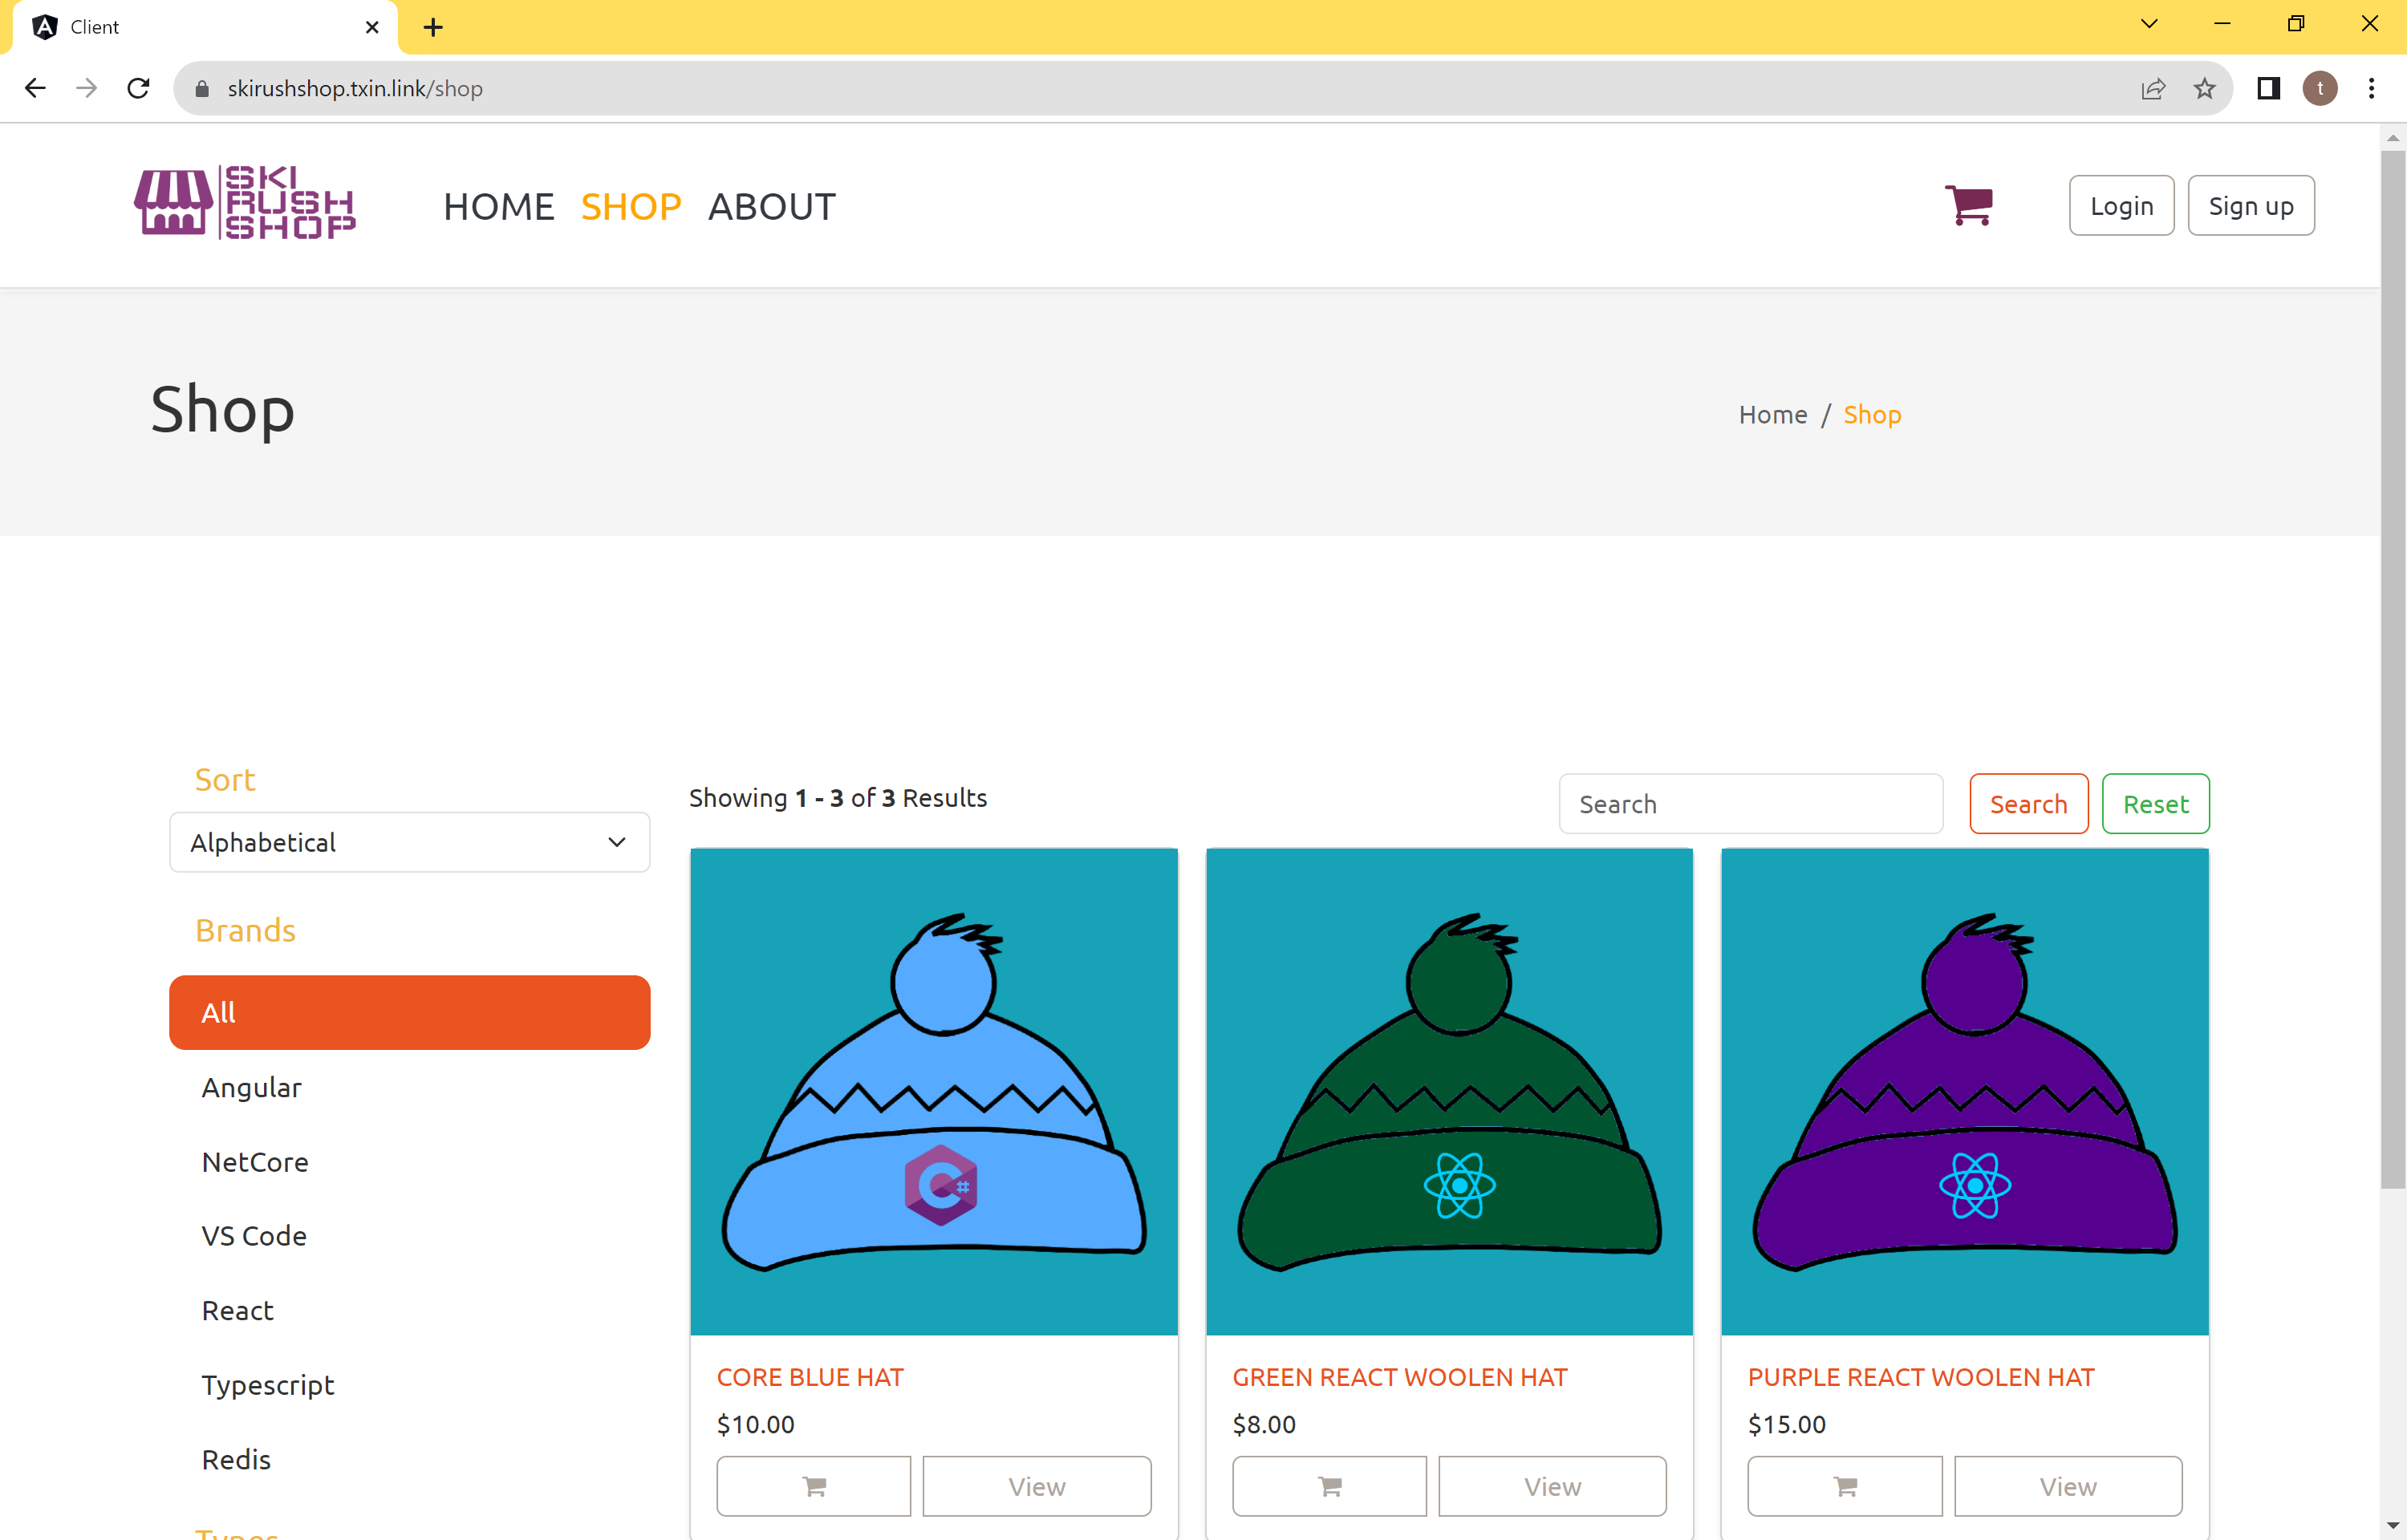 Client
skirushshop.txin.link/shop
t
SKI
RUSH
SHOP
HOME SHOP ABOUT
Login Sign up
Shop
Home / Shop
Sort
Alphabetical
Brands
All
Angular
NetCore
VS Code
React
Typescript
Redis
Types
Showing 1 - 3 of 3 Results
Search Search Reset
C#
CORE BLUE HAT
$10.00
View
GREEN REACT WOOLEN HAT
$8.00
View
PURPLE REACT WOOLEN HAT
$15.00
View